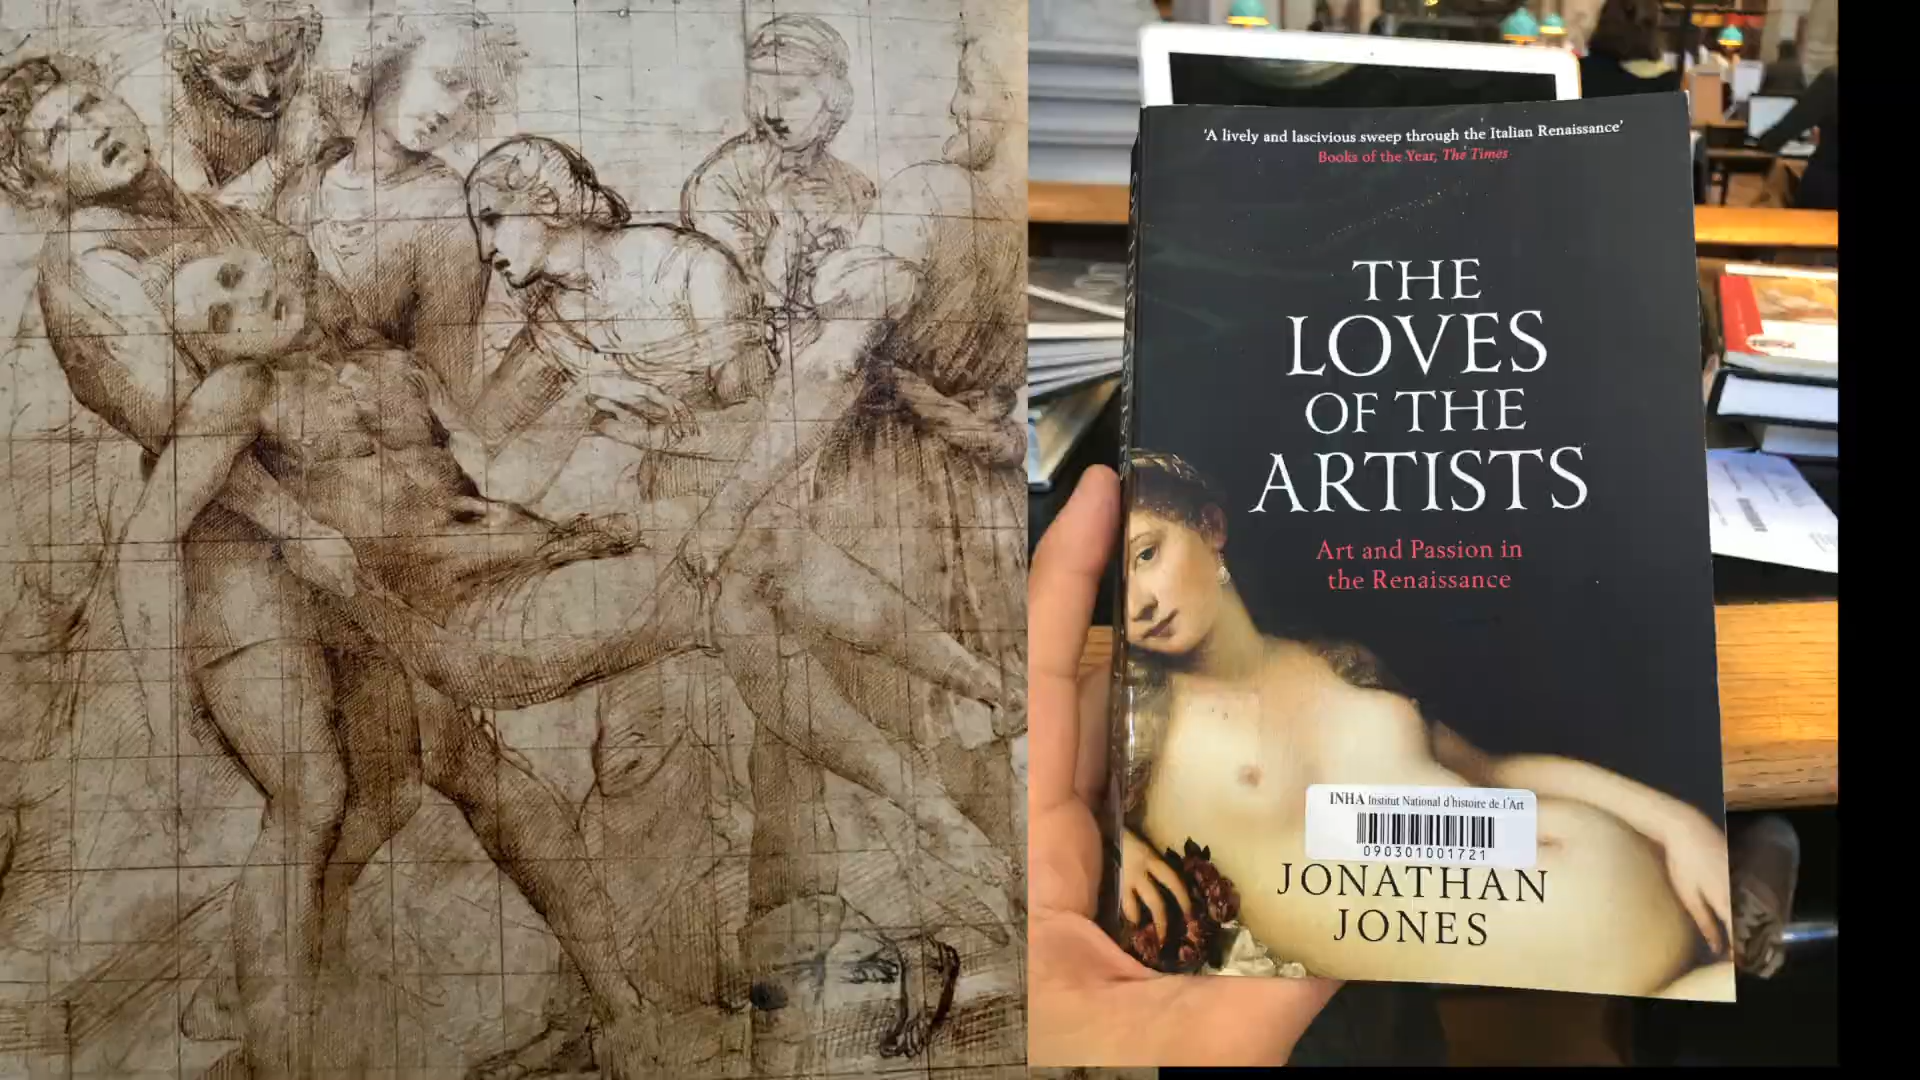 'A lively and lascivious sweep through the Italian Renaissance'
Books of the Year, The Times
THE
LOVES
OF THE
ARTISTS
Art and Passion in
the Renaissance
INHA Institut National d'histoire de l'Art
090301001721
JONATHAN
JONES